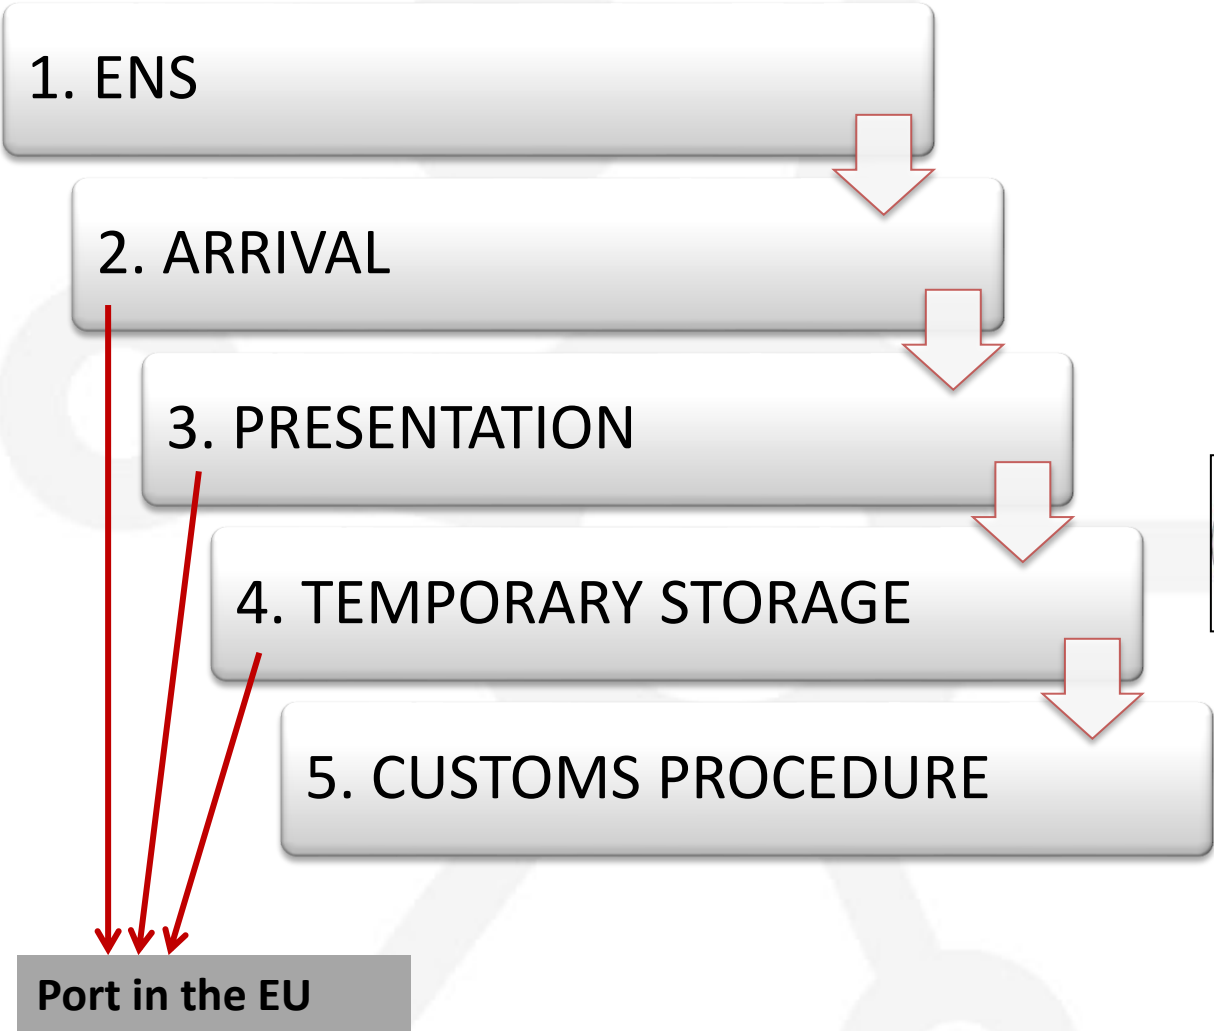 1. ENS
2. ARRIVAL
3. PRESENTATION
4. TEMPORARY STORAGE
5. CUSTOMS PROCEDURE
Port in the EU